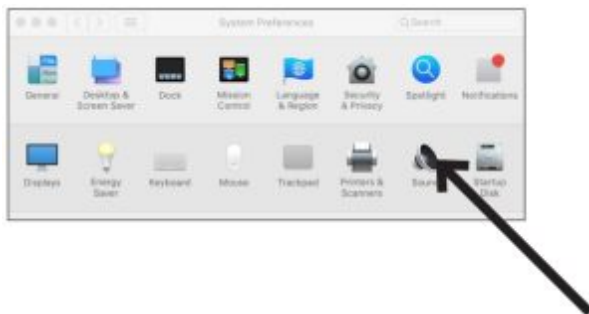 System Preferences
Search
General
Desktop &
Screen Saver
Dock
Mission
Control
Language
& Region
Security
& Privacy
Spotlight
Notifications
Displays
Energy
Saver
Keyboard
Mouse
Trackpad
Printers &
Scanners
Startup
Disk